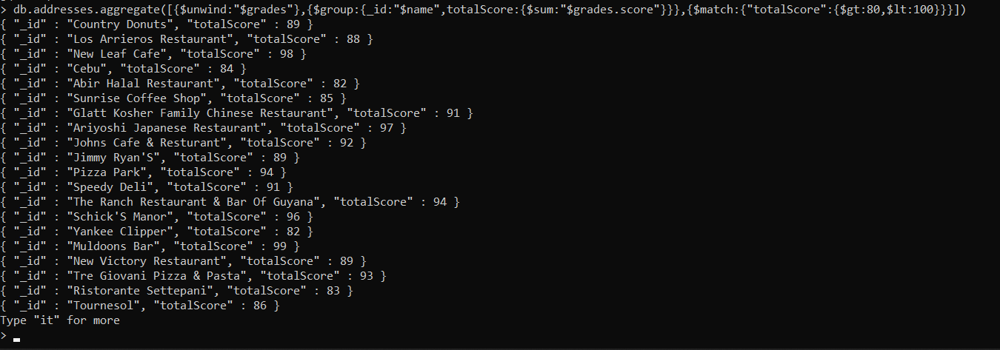 > db.addresses.aggregate([{$unwind:"$grades"},{$group:{_id:"$name",totalScore:{$sum:"$grades.score"}}},{$match:{"totalScore":{$gt:80,$lt:100}}}])
{ "_id" : "Country Donuts", "totalScore" : 89 }
{ "_id" : "Los Arrieros Restaurant", "totalScore" : 88 }
{ "_id" : "New Leaf Cafe", "totalScore" : 98 }
{ "_id" : "Cebu", "totalScore" : 84 }
{ "_id" : "Abir Halal Restaurant", "totalScore" : 82 }
{ "_id" : "Sunrise Coffee Shop", "totalScore" : 85 }
{ "_id" : "Glatt Kosher Family Chinese Restaurant", "totalScore" : 91 }
{ "_id" : "Ariyoshi Japanese Restaurant", "totalScore" : 97 }
{ "_id" : "Johns Cafe & Resturant", "totalScore" : 92 }
{ "_id" : "Jimmy Ryan'S", "totalScore" : 89 }
{ "_id" : "Pizza Park", "totalScore" : 94 }
{ "_id" : "Speedy Deli", "totalScore" : 91 }
{ "_id" : "The Ranch Restaurant & Bar Of Guyana", "totalScore" : 94 }
{ "_id" : "Schick'S Manor", "totalScore" : 96 }
{ "_id" : "Yankee Clipper", "totalScore" : 82 }
{ "_id" : "Muldoons Bar", "totalScore" : 99 }
{ "_id" : "New Victory Restaurant", "totalScore" : 89 }
{ "_id" : "Tre Giovani Pizza & Pasta", "totalScore" : 93 }
{ "_id" : "Ristorante Settepani", "totalScore" : 83 }
{ "_id" : "Tournesol", "totalScore" : 86 }
Type "it" for more
>